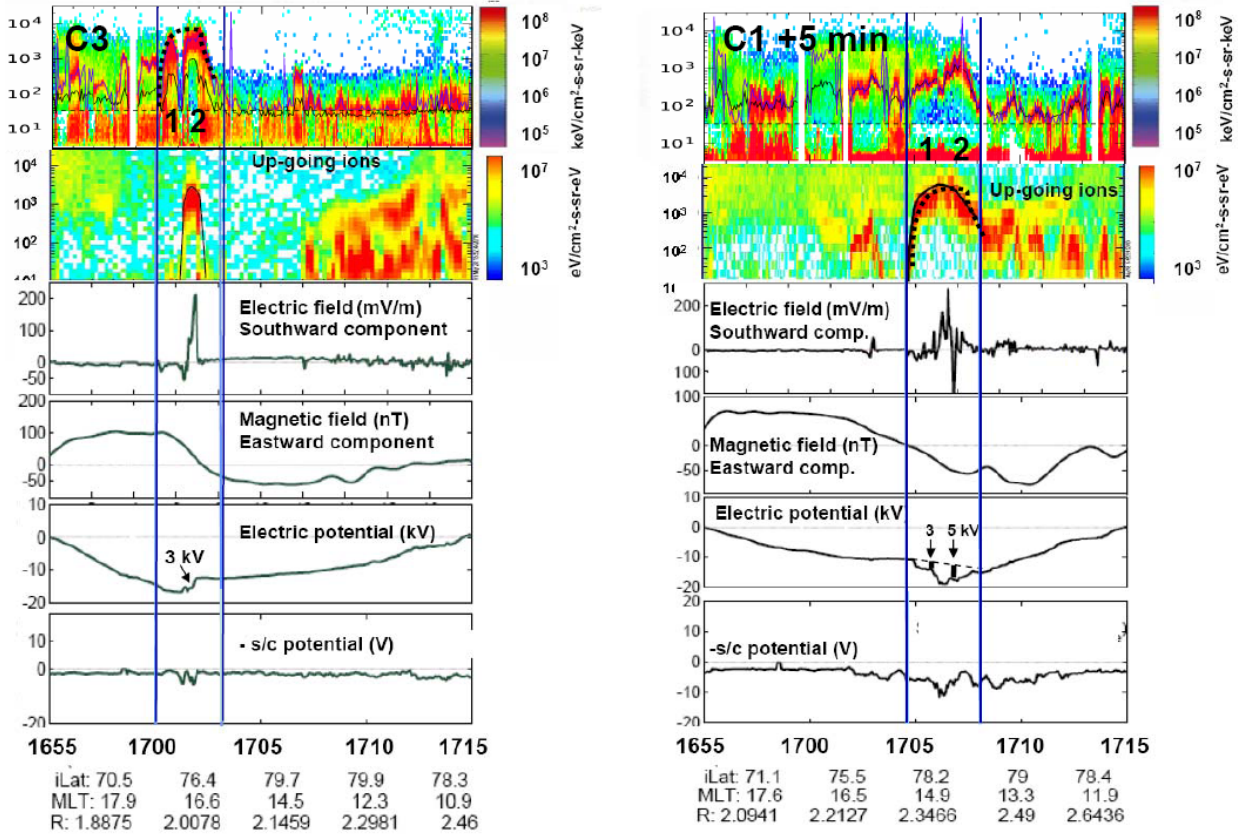 C3
10⁴
10³
10²
10¹
1 2
10⁸
10⁷
10⁶
10⁵
keV/cm²-s-sr-keV
Up-going ions
10⁴
10³
10²
10⁷
10³
eV/cm²-s-sr-eV
Electric field (mV/m)
Southward component
200
100
0
-50
Magnetic field (nT)
Eastward component
100
0
-50
Electric potential (kV)
3 kV
10
0
-10
-20
- s/c potential (V)
10
0
-20
1655 1700 1705 1710 1715
iLat: 70.5 76.4 79.7 79.9 78.3
MLT: 17.9 16.6 14.5 12.3 10.9
R: 1.8875 2.0078 2.1459 2.2981 2.46
C1 +5 min
10⁴
10³
10²
10¹
1 2
10⁸
10⁷
10⁶
10⁵
keV/cm²-s-sr-keV
Up-going ions
10⁴
10³
10²
10⁷
10³
eV/cm²-s-sr-eV
Electric field (mV/m)
Southward comp.
200
0
100
Magnetic field (nT)
Eastward comp.
100
0
-50
Electric potential (kV
3 5 kV
10
0
-10
-20
-s/c potential (V)
20
0
-10
-20
1655 1700 1705 1710 1715
iLat: 71.1 75.5 78.2 79 78.4
MLT: 17.6 16.5 14.9 13.3 11.9
R: 2.0941 2.2127 2.3466 2.49 2.6436